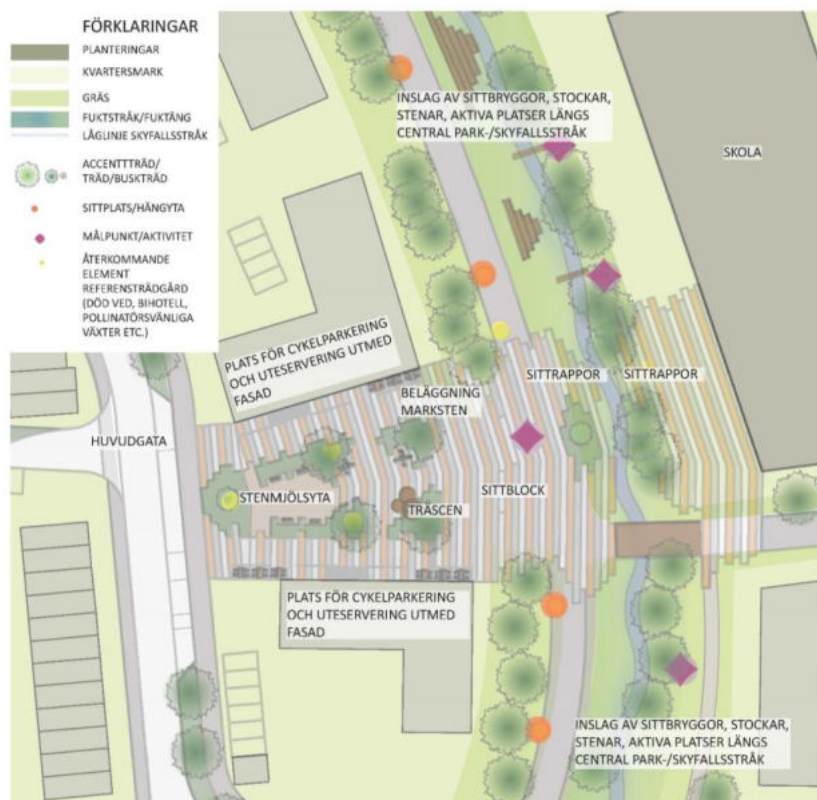 FÖRKLARINGAR
PLANTERINGAR
KVARTERSMARK
GRÄS
FUKTSTRÅK/FUKTÄNG
LÅGLINJE SKYFALLSSTRÅK
ACCENTTTRÄD/
TRÄD/BUSKTRÄD
SITTPLATS/HÄNGYTA
MÅLPUNKT/AKTIVITET
ÅTERKOMMANDE
ELEMENT
REFERENSTRÄDGÅRD
(DÖD VED, BIHOTELL,
POLLINATÖRSVÄNLIGA
VÄXTER ETC.)
INSLAG AV SITTBRYGGOR, STOCKAR,
STENAR, AKTIVA PLATSER LÄNGS
CENTRAL PARK-/SKYFALLSSTRÅK
SKOLA
PLATS FÖR CYKELPARKERING
OCH UTESERVERING UTMED
FASAD
BELÄGGNING
MARKSTEN
SITTRAPPOR
SITTRAPPOR
HUVUDGATA
STENMJÖLSYTA
TRÄSCEN
SITTBLOCK
PLATS FÖR CYKELPARKERING
OCH UTESERVERING UTMED
FASAD
INSLAG AV SITTBRYGGOR, STOCKAR,
STENAR, AKTIVA PLATSER LÄNGS
CENTRAL PARK-/SKYFALLSSTRÅK